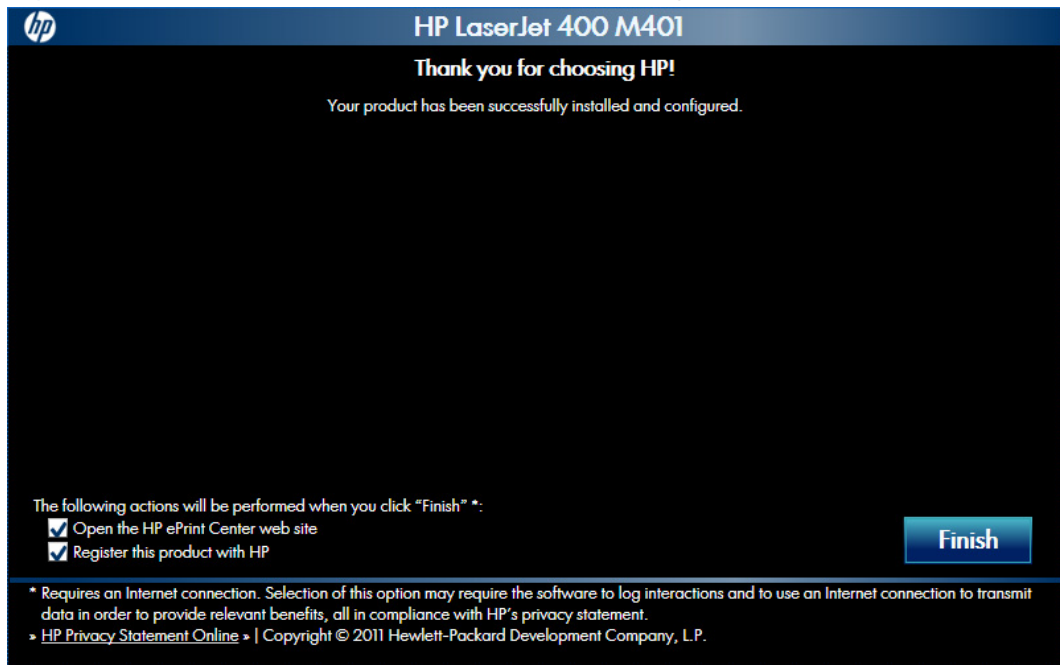 hp
HP LaserJet 400 M401
Thank you for choosing HP!
Your product has been successfully installed and configured.
The following actions will be performed when you click “Finish” *:
Open the HP ePrint Center web site
Register this product with HP
Finish
* Requires an Internet connection. Selection of this option may require the software to log interactions and to use an Internet connection to transmit
data in order to provide relevant benefits, all in compliance with HP’s privacy statement.
» HP Privacy Statement Online » | Copyright © 2011 Hewlett-Packard Development Company, L.P.